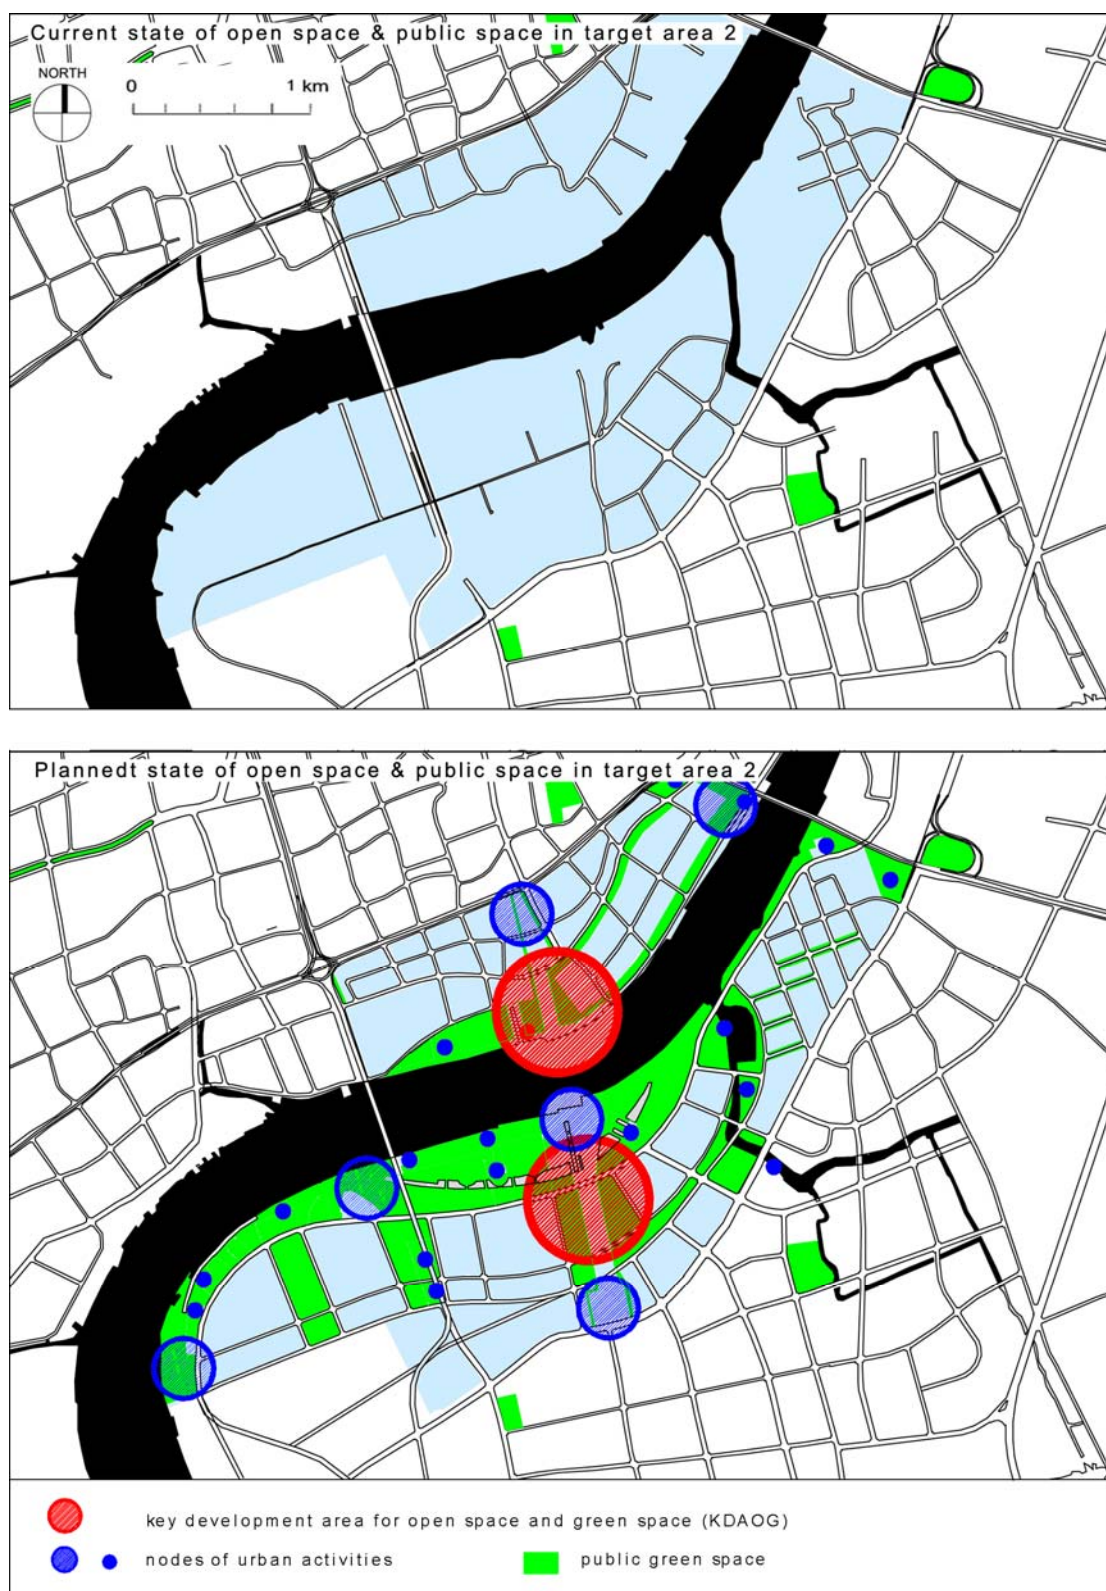 Current state of open space & public space in target area 2
NORTH
0 1 km
Plannedt state of open space & public space in target area 2
key development area for open space and green space (KDAOG)
nodes of urban activities
public green space